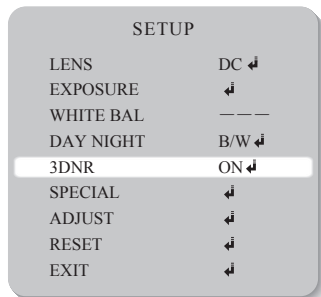 SETUP
LENS DC ↲
EXPOSURE ↲
WHITE BAL ---
DAY NIGHT B/W ↲
3DNR ON ↲
SPECIAL ↲
ADJUST ↲
RESET ↲
EXIT ↲